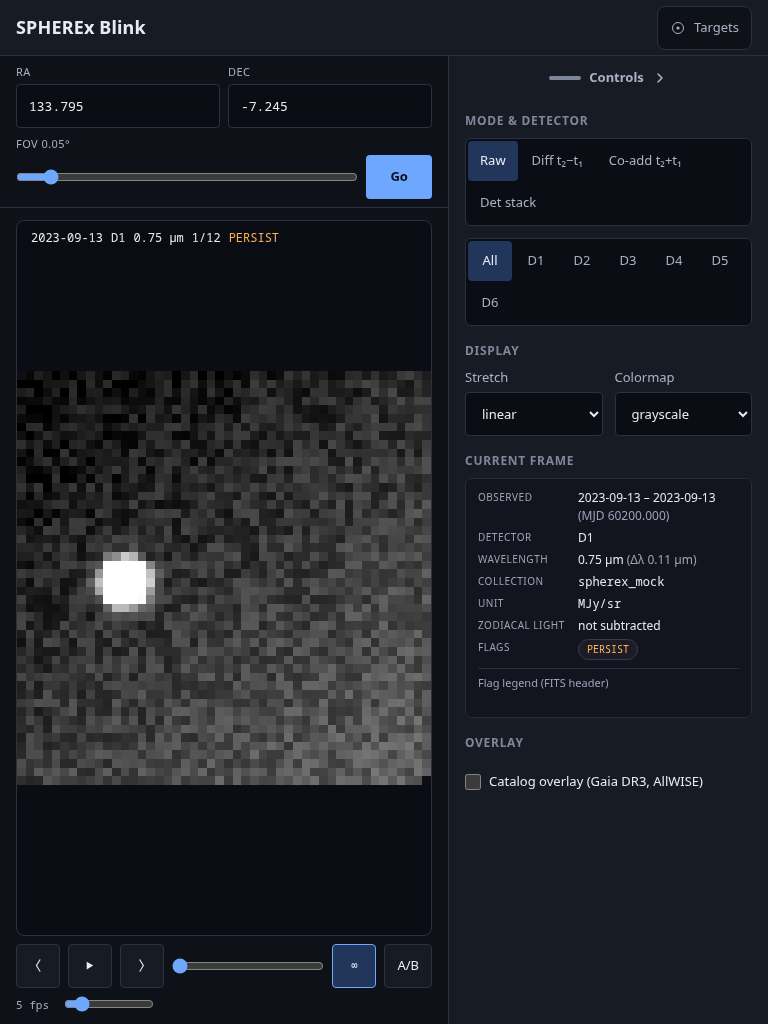 SPHEREx Blink
Targets
RA
DEC
133.795
-7.245
FOV 0.05°
Go
2023-09-13 D1 0.75 µm 1/12 PERSIST
5 fps
∞
A/B
Controls
MODE & DETECTOR
Raw
Diff t₂−t₁
Co-add t₂+t₁
Det stack
All
D1
D2
D3
D4
D5
D6
DISPLAY
Stretch
Colormap
linear
grayscale
CURRENT FRAME
OBSERVED 2023-09-13 – 2023-09-13
(MJD 60200.000)
DETECTOR D1
WAVELENGTH 0.75 µm (Δλ 0.11 µm)
COLLECTION spherex_mock
UNIT MJy/sr
ZODIACAL LIGHT not subtracted
FLAGS PERSIST
Flag legend (FITS header)
OVERLAY
Catalog overlay (Gaia DR3, AllWISE)